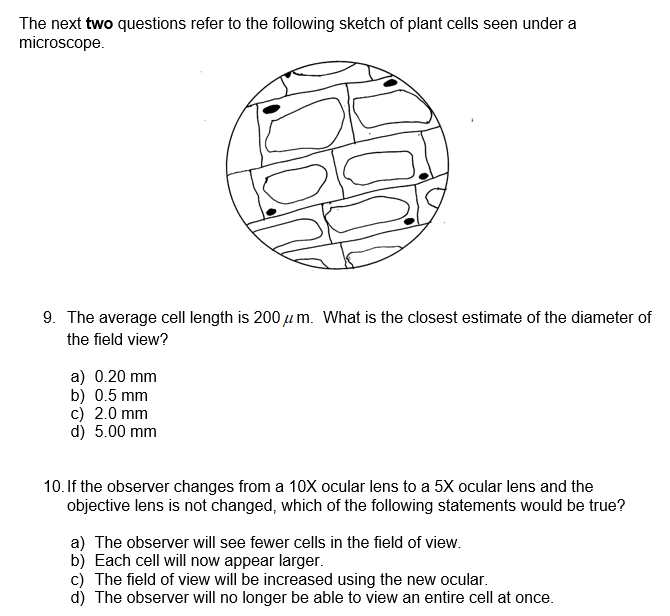 The next two questions refer to the following sketch of plant cells seen under a
microscope.
9. The average cell length is 200 μm. What is the closest estimate of the diameter of
the field view?
a) 0.20 mm
b) 0.5 mm
c) 2.0 mm
d) 5.00 mm
10. If the observer changes from a 10X ocular lens to a 5X ocular lens and the
objective lens is not changed, which of the following statements would be true?
a) The observer will see fewer cells in the field of view.
b) Each cell will now appear larger.
c) The field of view will be increased using the new ocular.
d) The observer will no longer be able to view an entire cell at once.